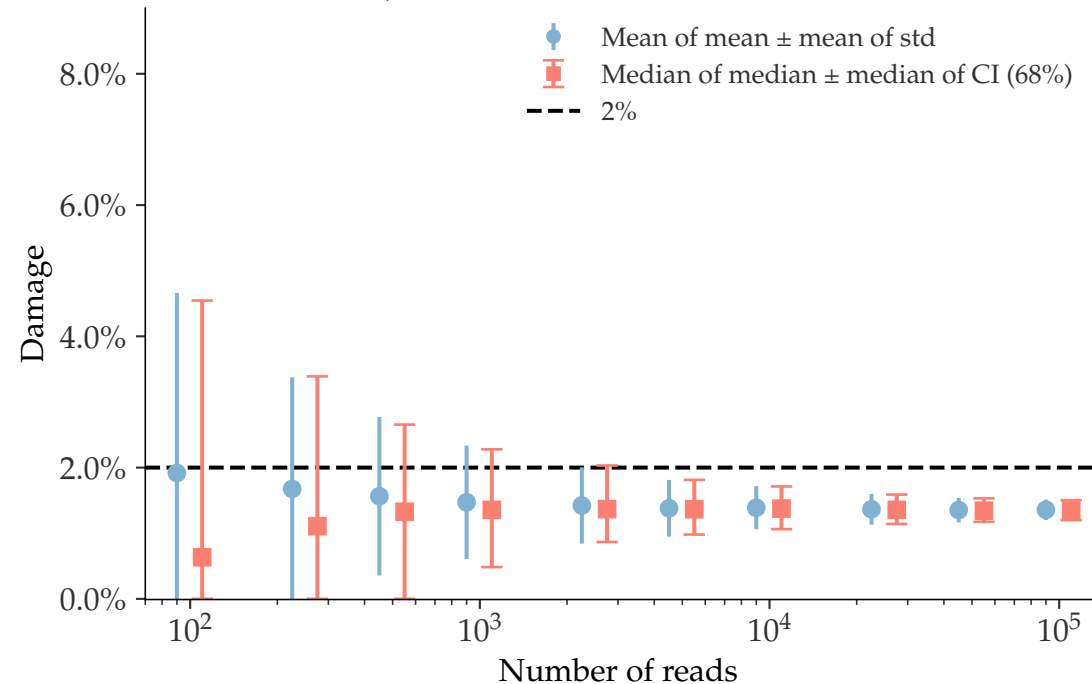 Mean of mean ± mean of std
Median of median ± median of CI (68%)
2%
8.0%
6.0%
4.0%
2.0%
0.0%
Damage
10² 10³ 10⁴ 10⁵
Number of reads